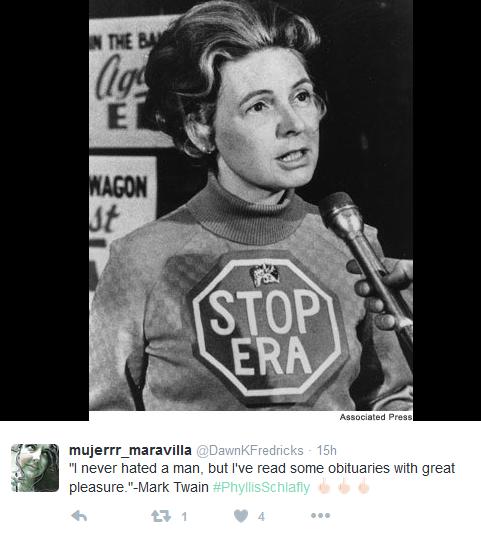 IN THE BA
Aga
E
WAGON
st
STOP
ERA
Associated Press
mujerrr_maravilla @DawnKFredricks · 15h
"I never hated a man, but I've read some obituaries with great
pleasure."-Mark Twain #PhyllisSchlafly 🖕🏻🖕🏻🖕🏻
1 4